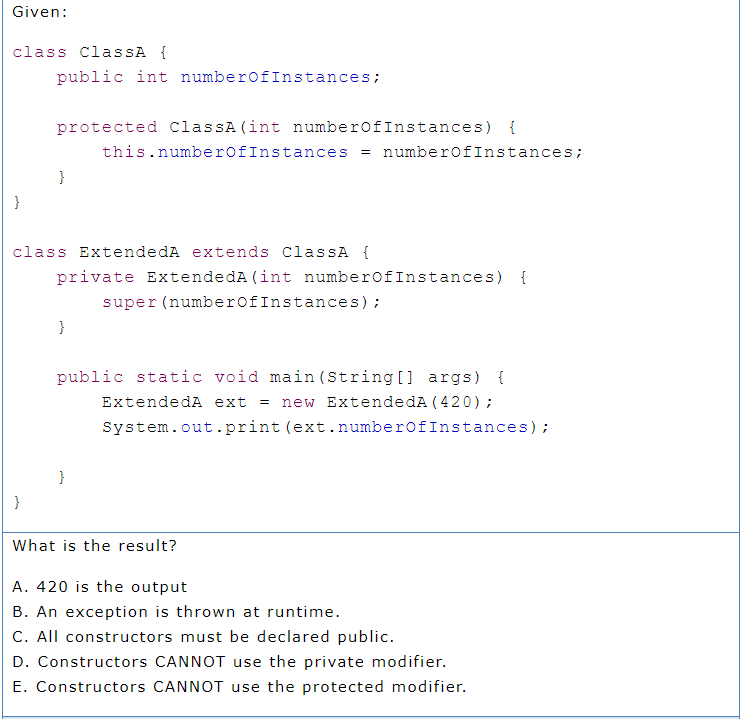 Given:
class ClassA {
public int numberOfInstances;
protected ClassA(int numberOfInstances) {
this.numberOfInstances = numberOfInstances;
}
}
class ExtendedA extends ClassA {
private ExtendedA(int numberOfInstances) {
super(numberOfInstances);
}
public static void main(String[] args) {
ExtendedA ext = new ExtendedA(420);
System.out.print(ext.numberOfInstances);
}
}
What is the result?
A. 420 is the output
B. An exception is thrown at runtime.
C. All constructors must be declared public.
D. Constructors CANNOT use the private modifier.
E. Constructors CANNOT use the protected modifier.